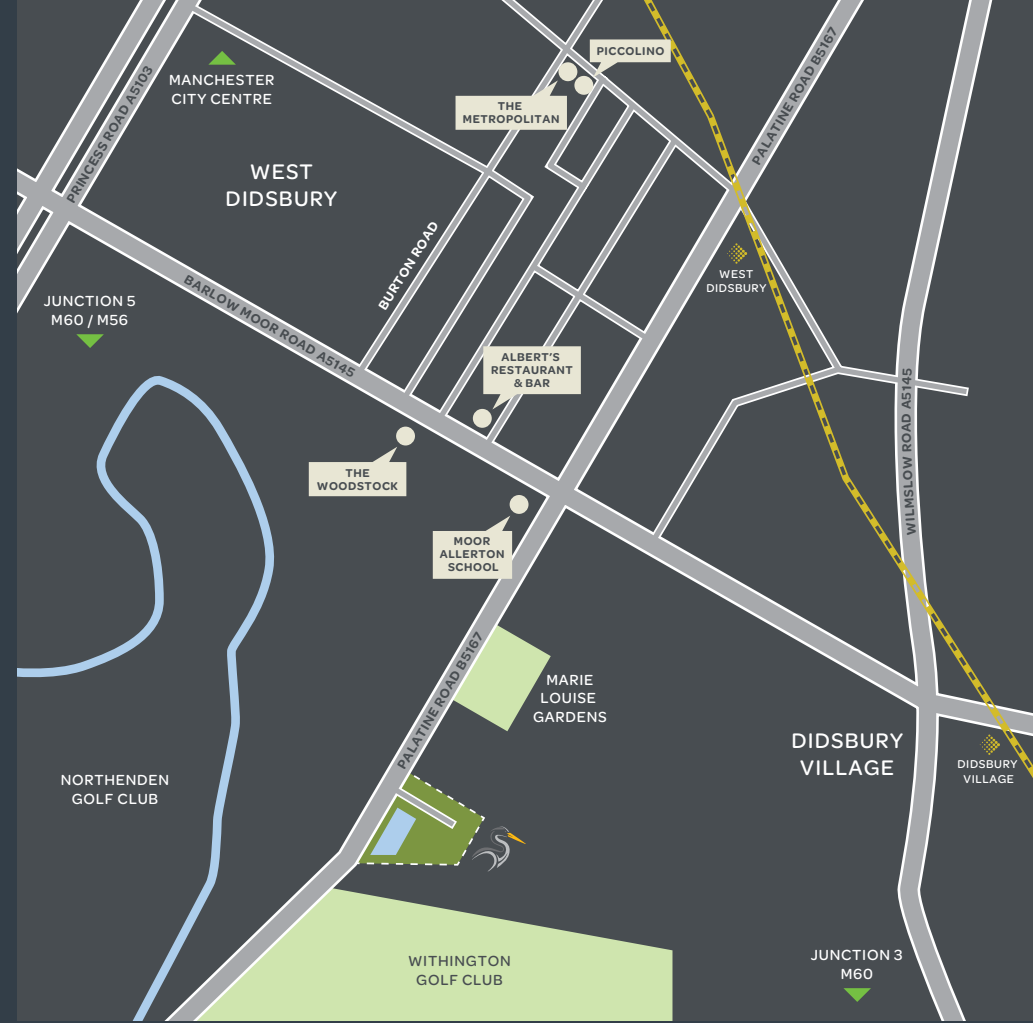 PICCOLINO
THE
METROPOLITAN
PALATINE ROAD B5167
PRINCESS ROAD A5103
MANCHESTER
CITY CENTRE
WEST
DIDSBURY
BURTON ROAD
WEST
DIDSBURY
JUNCTION 5
M60 / M56
BARLOW MOOR ROAD A5145
ALBERT'S
RESTAURANT
& BAR
WILMSLOW ROAD A5145
THE
WOODSTOCK
MOOR
ALLERTON
SCHOOL
PALATINE ROAD B5167
MARIE
LOUISE
GARDENS
DIDSBURY
VILLAGE
DIDSBURY
VILLAGE
NORTHENDEN
GOLF CLUB
WITHINGTON
GOLF CLUB
JUNCTION 3
M60